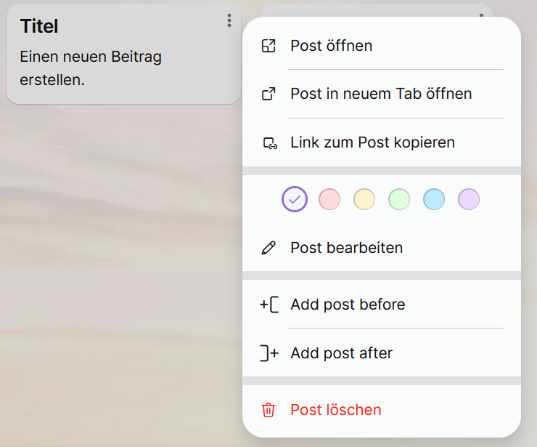 Titel
Einen neuen Beitrag
erstellen.
Post öffnen
Post in neuem Tab öffnen
Link zum Post kopieren
Post bearbeiten
Add post before
Add post after
Post löschen